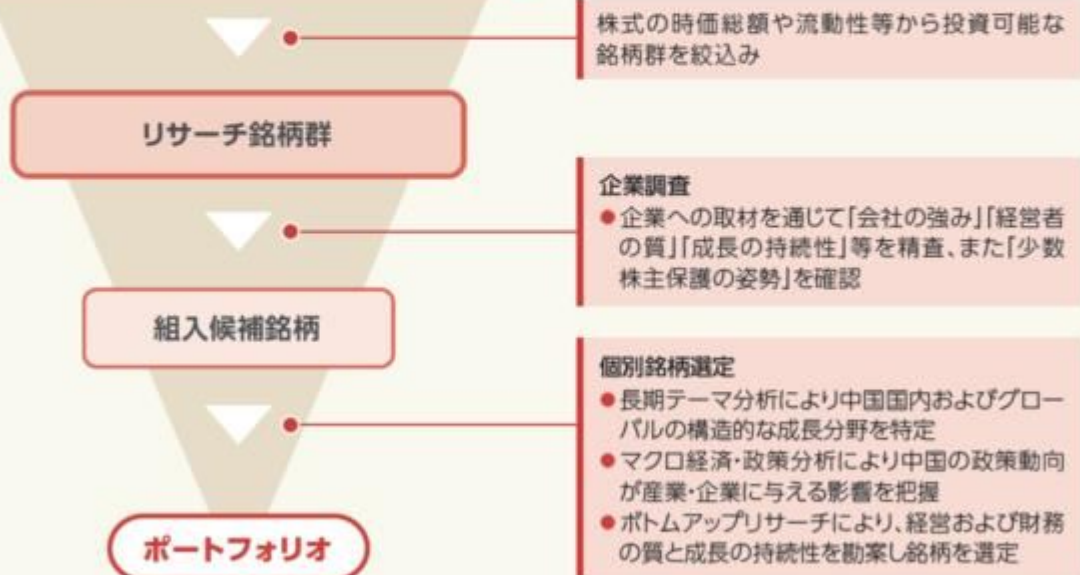 株式の時価総額や流動性等から投資可能な
銘柄群を絞込み
リサーチ銘柄群
企業調査
●企業への取材を通じて「会社の強み」「経営者
の質」「成長の持続性」等を精査、また「少数
株主保護の姿勢」を確認
組入候補銘柄
個別銘柄選定
●長期テーマ分析により中国国内およびグロー
バルの構造的な成長分野を特定
●マクロ経済・政策分析により中国の政策動向
が産業・企業に与える影響を把握
●ボトムアップリサーチにより、経営および財務
の質と成長の持続性を勘案し銘柄を選定
ポートフォリオ